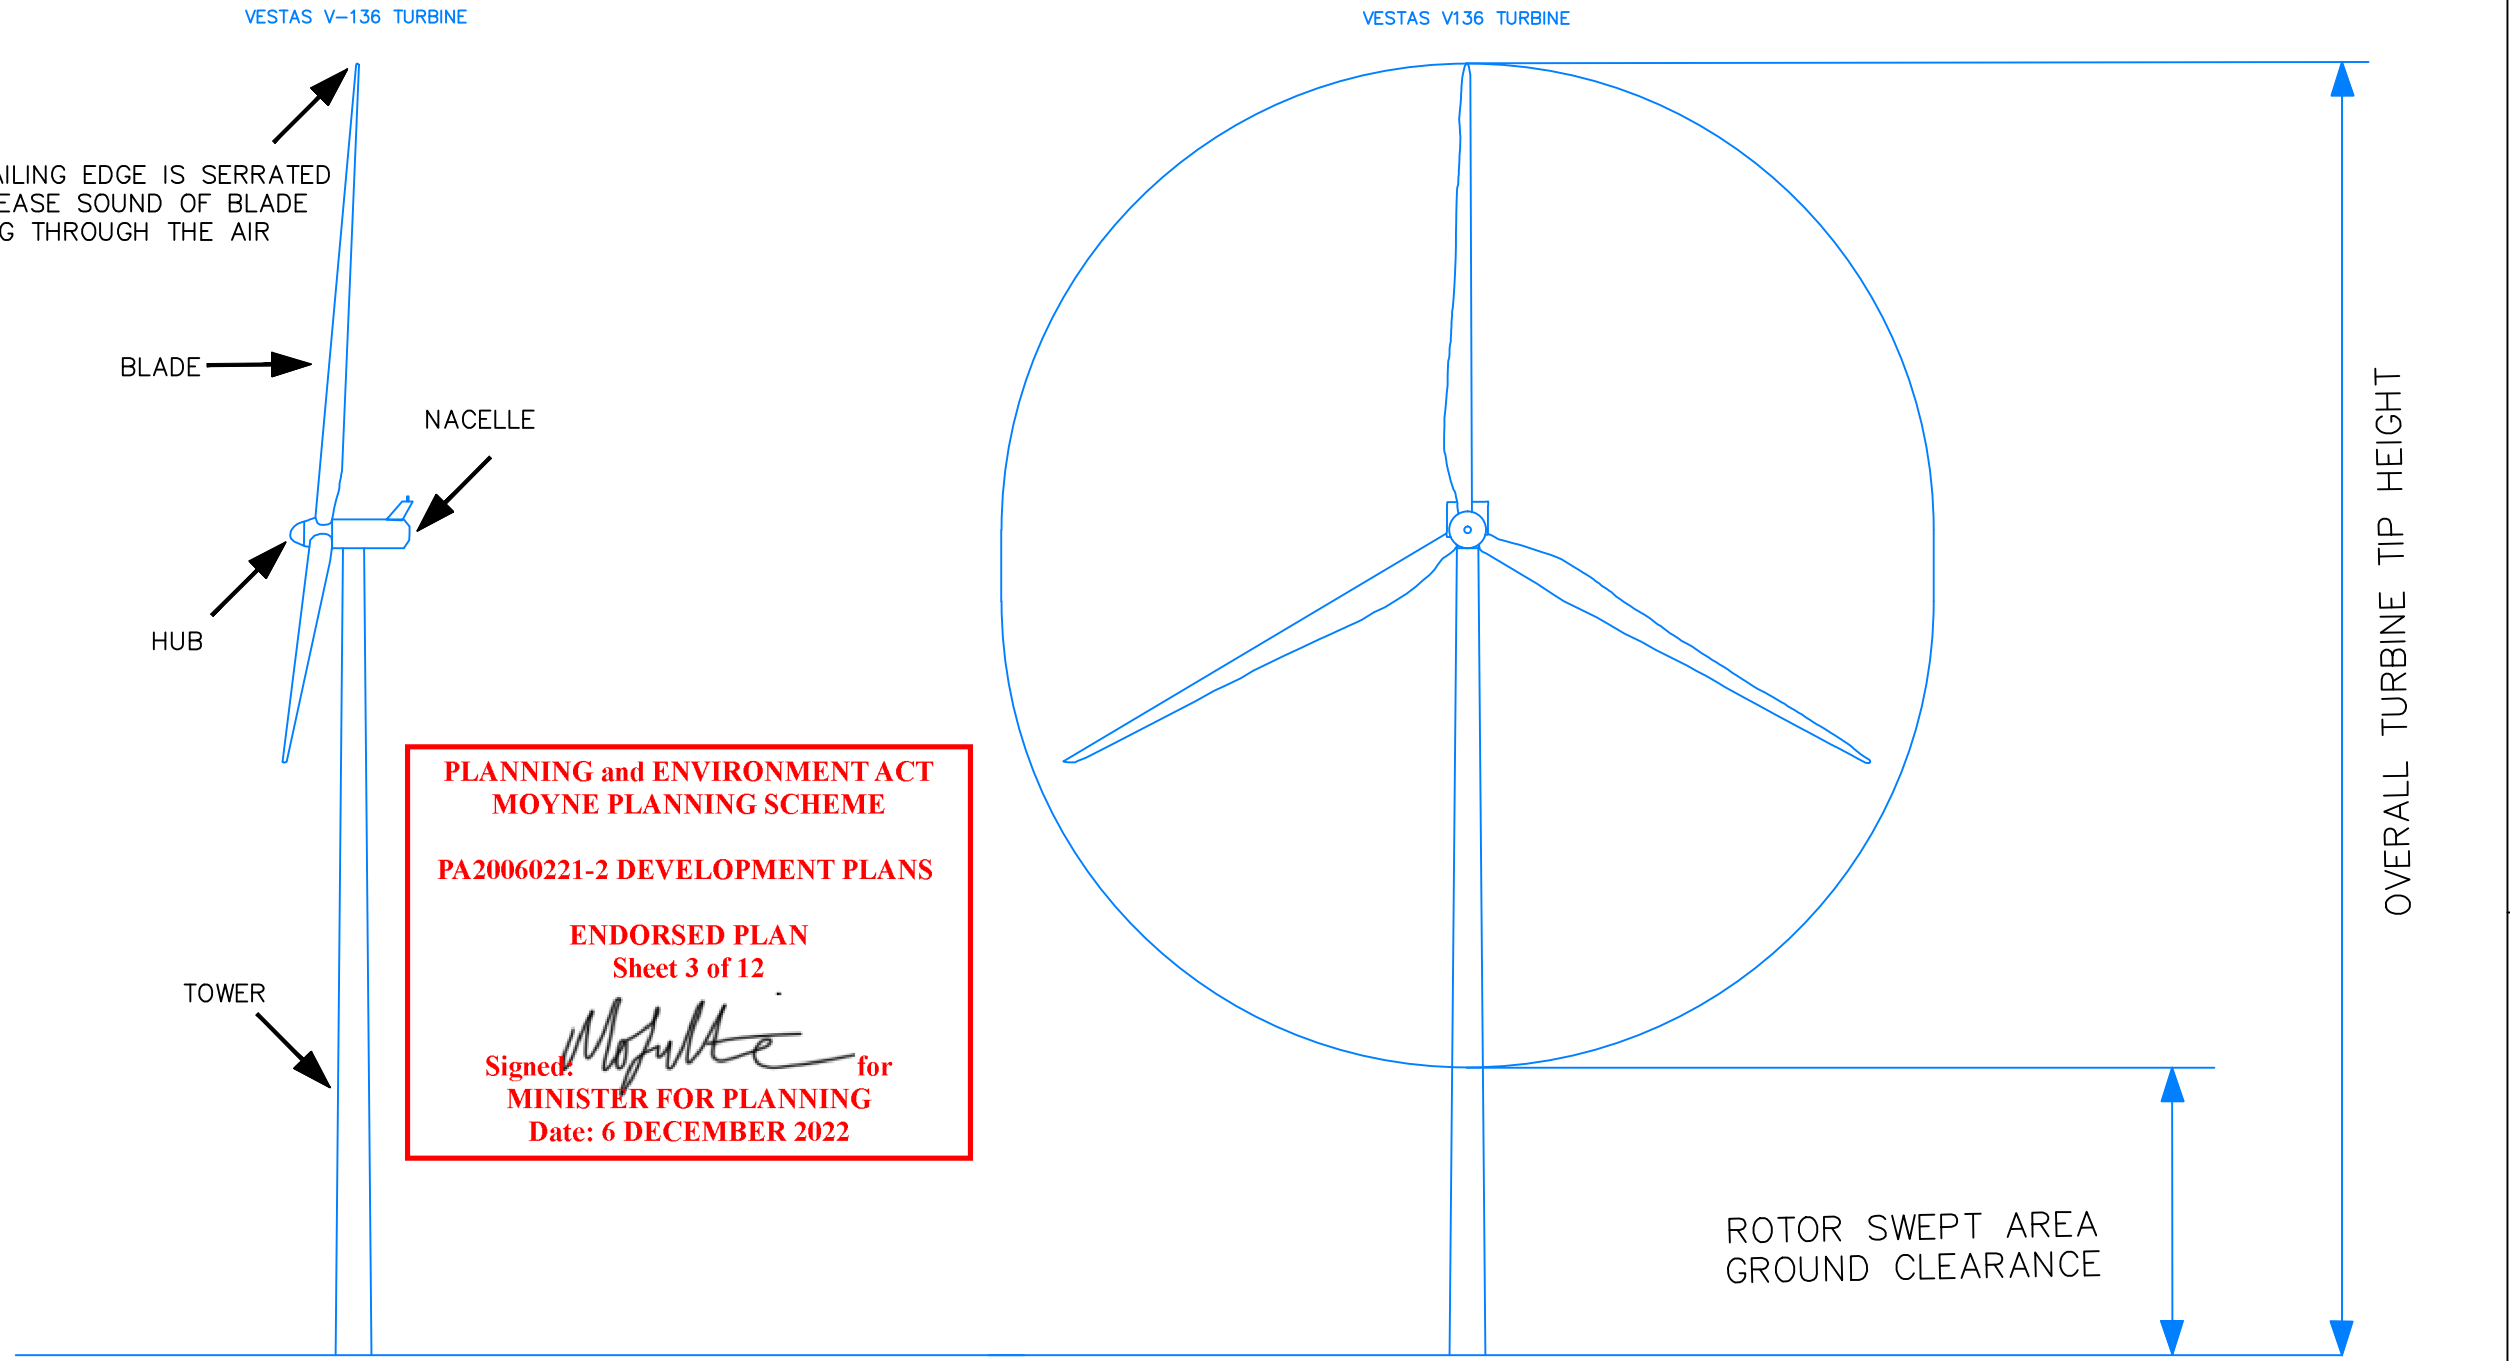 VESTAS V-136 TURBINE
VESTAS V136 TURBINE
EDGE IS SERRATED
SOUND OF BLADE
THROUGH THE AIR
BLADE
NACELLE
HUB
TOWER
PLANNING and ENVIRONMENT ACT
MOYNE PLANNING SCHEME
PA20060221-2 DEVELOPMENT PLANS
ENDORSED PLAN
Sheet 3 of 12
Signed: for
MINISTER FOR PLANNING
Date: 6 DECEMBER 2022
OVERALL TURBINE TIP HEIGHT
ROTOR SWEPT AREA
GROUND CLEARANCE